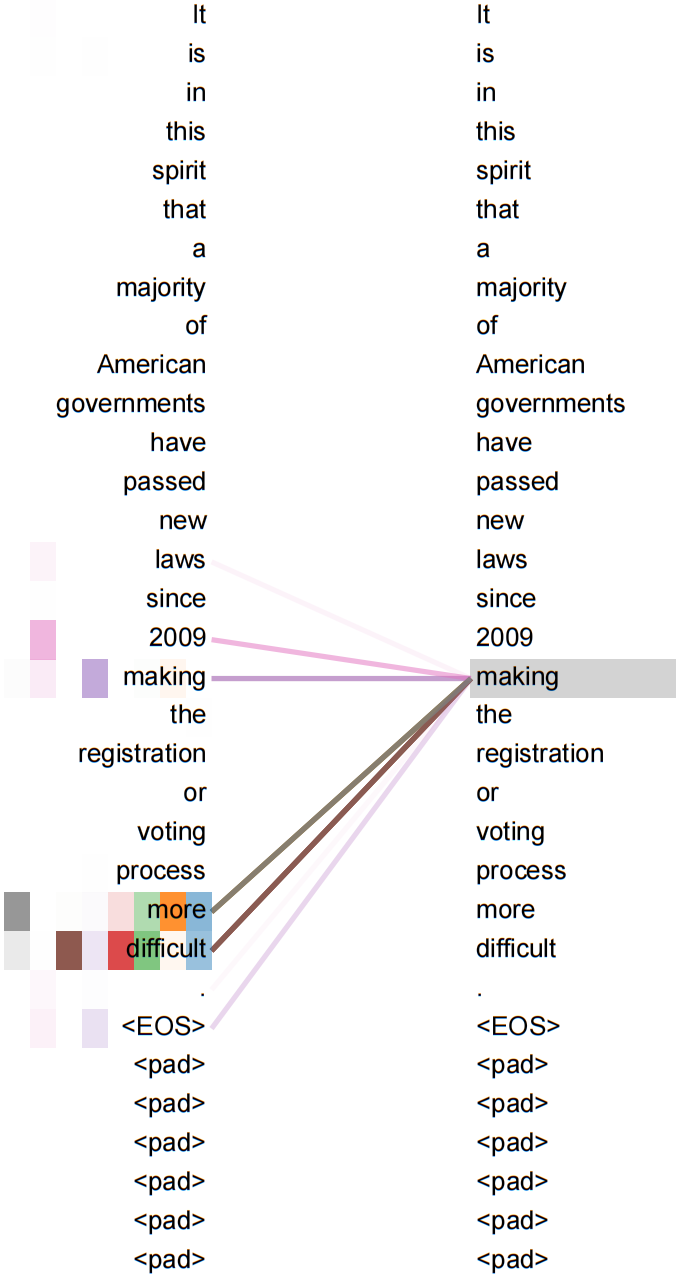 It It
is is
in in
this this
spirit spirit
that that
a a
majority majority
of of
American American
governments governments
have have
passed passed
new new
laws laws
since since
2009 2009
making making
the the
registration registration
or or
voting voting
process process
more more
difficult difficult
. .
<EOS> <EOS>
<pad> <pad>
<pad> <pad>
<pad> <pad>
<pad> <pad>
<pad> <pad>
<pad> <pad>